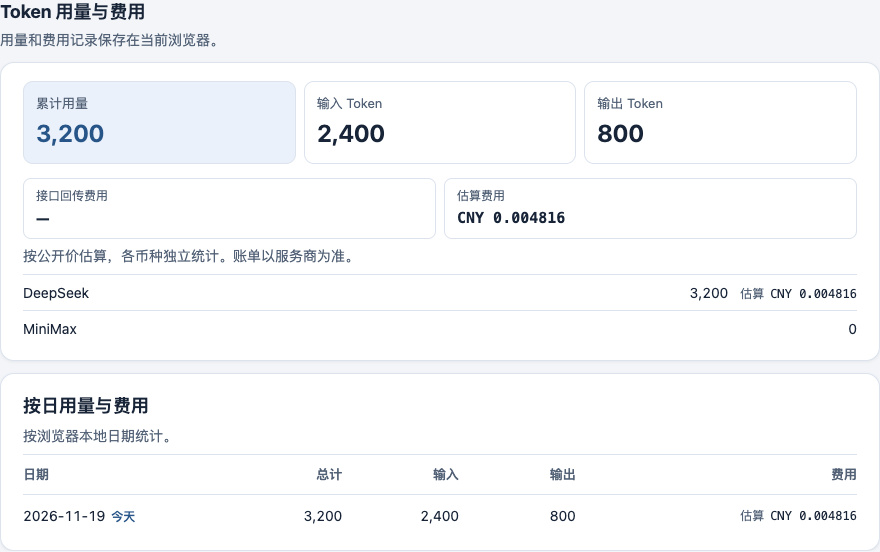 Token 用量与费用
用量和费用记录保存在当前浏览器。
累计用量 输入 Token 输出 Token
3,200 2,400 800
接口回传费用 估算费用
— CNY 0.004816
按公开价估算，各币种独立统计。账单以服务商为准。
DeepSeek 3,200 估算 CNY 0.004816
MiniMax 0
按日用量与费用
按浏览器本地日期统计。
日期 总计 输入 输出 费用
2026-11-19 今天 3,200 2,400 800 估算 CNY 0.004816